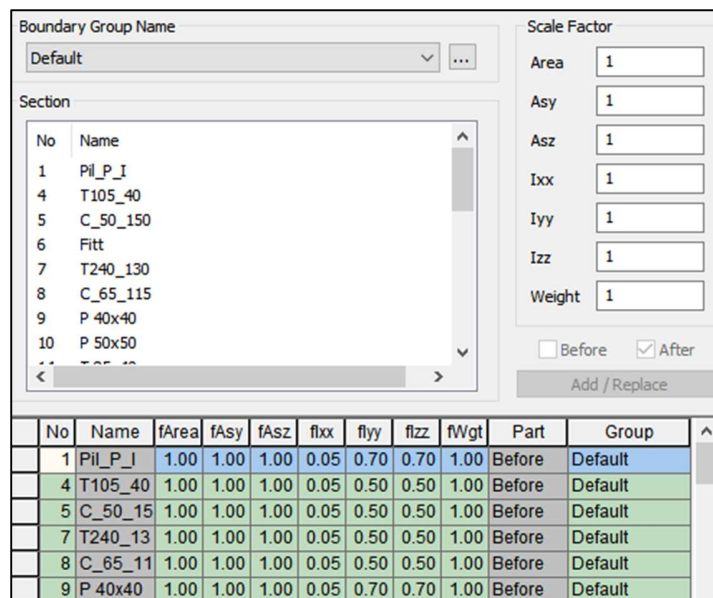 Boundary Group Name
Default
...
Section
No Name
1 Pil_P_I
4 T105_40
5 C_50_150
6 Fitt
7 T240_130
8 C_65_115
9 P 40x40
10 P 50x50
Scale Factor
Area 1
Asy 1
Asz 1
Ixx 1
Iyy 1
Izz 1
Weight 1
Before After
Add / Replace
No Name fArea fAsy fAsz fIxx fIyy fIzz fWgt Part Group
1 Pil_P_I 1.00 1.00 1.00 0.05 0.70 0.70 1.00 Before Default
4 T105_40 1.00 1.00 1.00 0.05 0.50 0.50 1.00 Before Default
5 C_50_15 1.00 1.00 1.00 0.05 0.50 0.50 1.00 Before Default
7 T240_13 1.00 1.00 1.00 0.05 0.50 0.50 1.00 Before Default
8 C_65_11 1.00 1.00 1.00 0.05 0.50 0.50 1.00 Before Default
9 P 40x40 1.00 1.00 1.00 0.05 0.70 0.70 1.00 Before Default